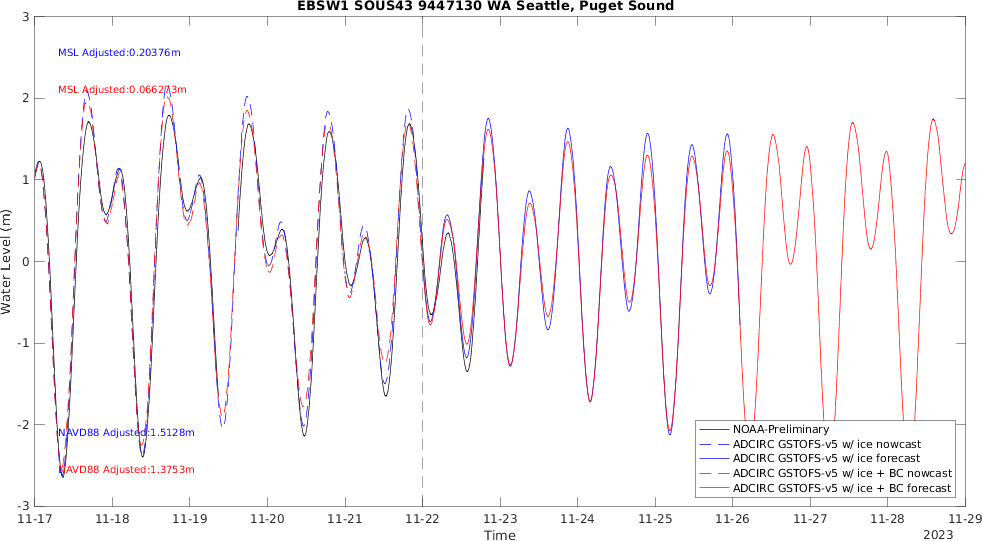 EBSW1 SOUS43 9447130 WA Seattle, Puget Sound
Water Level (m)
3
2
1
0
-1
-2
-3
MSL Adjusted:0.20376m
MSL Adjusted:0.066273m
NAVD88 Adjusted:1.5128m
NAVD88 Adjusted:1.3753m
NOAA-Preliminary
ADCIRC GSTOFS-v5 w/ ice nowcast
ADCIRC GSTOFS-v5 w/ ice forecast
ADCIRC GSTOFS-v5 w/ ice + BC nowcast
ADCIRC GSTOFS-v5 w/ ice + BC forecast
11-17 11-18 11-19 11-20 11-21 11-22 11-23 11-24 11-25 11-26 11-27 11-28 11-29
Time
2023